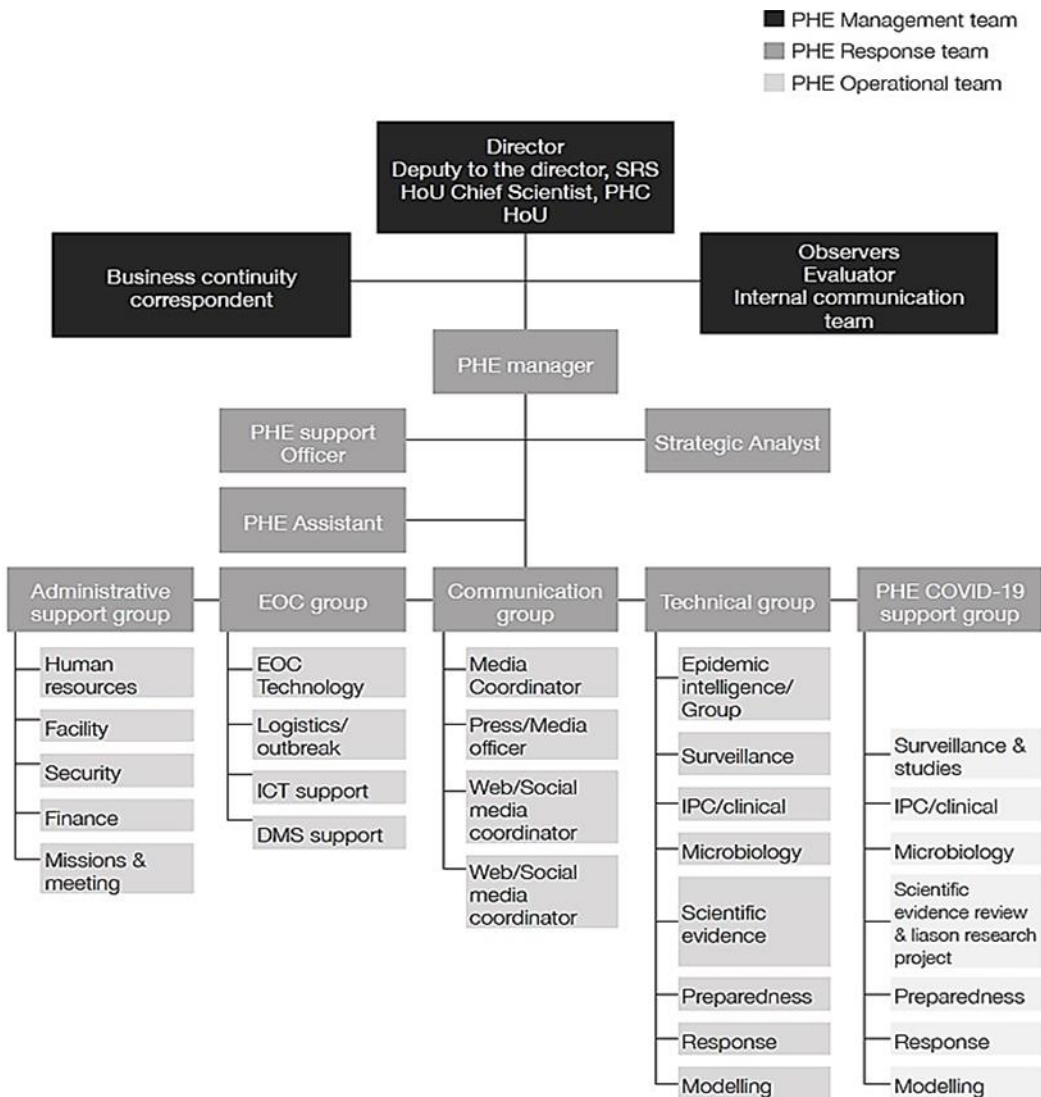 PHE Management team
PHE Response team
PHE Operational team
Director
Deputy to the director, SRS
HoU Chief Scientist, PHC
HoU
Business continuity
correspondent
Observers
Evaluator
Internal communication
team
PHE manager
PHE support
Officer
Strategic Analyst
PHE Assistant
Administrative
support group
EOC group
Communication
group
Technical group
PHE COVID-19
support group
Human
resources
Facility
Security
Finance
Missions &
meeting
EOC
Technology
Logistics/
outbreak
ICT support
DMS support
Media
Coordinator
Press/Media
officer
Web/Social
media
coordinator
Web/Social
media
coordinator
Epidemic
intelligence/
Group
Surveillance
IPC/clinical
Microbiology
Scientific
evidence
Preparedness
Response
Modelling
Surveillance &
studies
IPC/clinical
Microbiology
Scientific
evidence review
& liason research
project
Preparedness
Response
Modelling